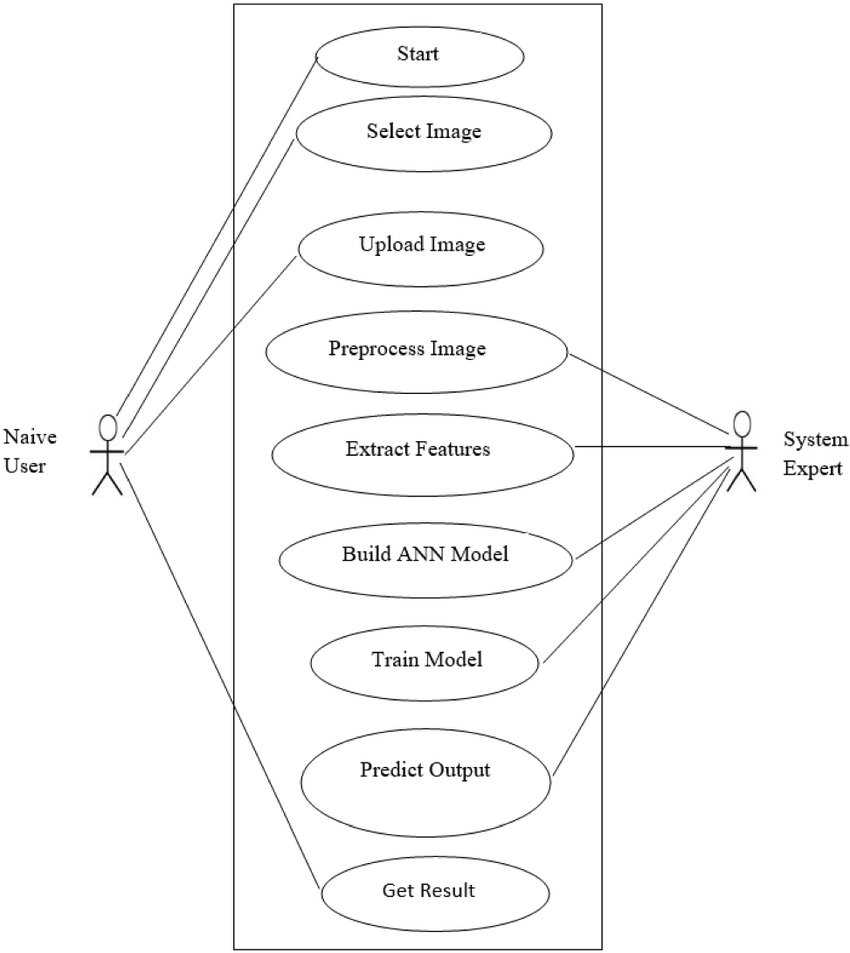 Start
Select Image
Upload Image
Preprocess Image
Naive
User
Extract Features
System
Expert
Build ANN Model
Train Model
Predict Output
Get Result